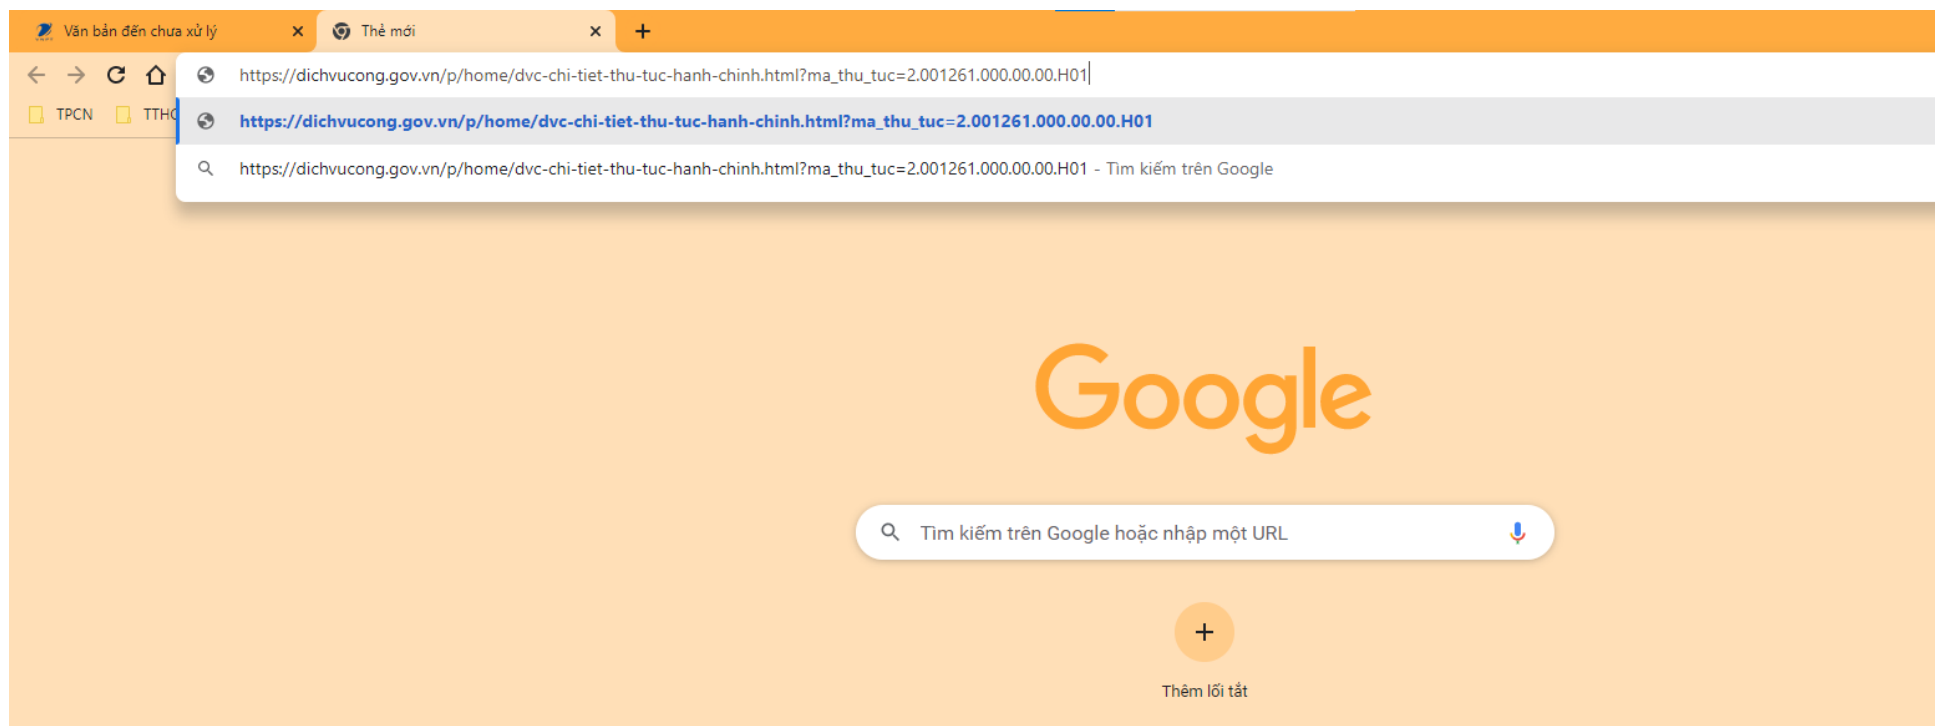 Văn bản đến chưa xử lý
Thẻ mới
https://dichvucong.gov.vn/p/home/dvc-chi-tiet-thu-tuc-hanh-chinh.html?ma_thu_tuc=2.001261.000.00.00.H01
TPCN
https://dichvucong.gov.vn/p/home/dvc-chi-tiet-thu-tuc-hanh-chinh.html?ma_thu_tuc=2.001261.000.00.00.H01
https://dichvucong.gov.vn/p/home/dvc-chi-tiet-thu-tuc-hanh-chinh.html?ma_thu_tuc=2.001261.000.00.00.H01 - Tìm kiếm trên Google
Google
Tìm kiếm trên Google hoặc nhập một URL
Thêm lối tắt